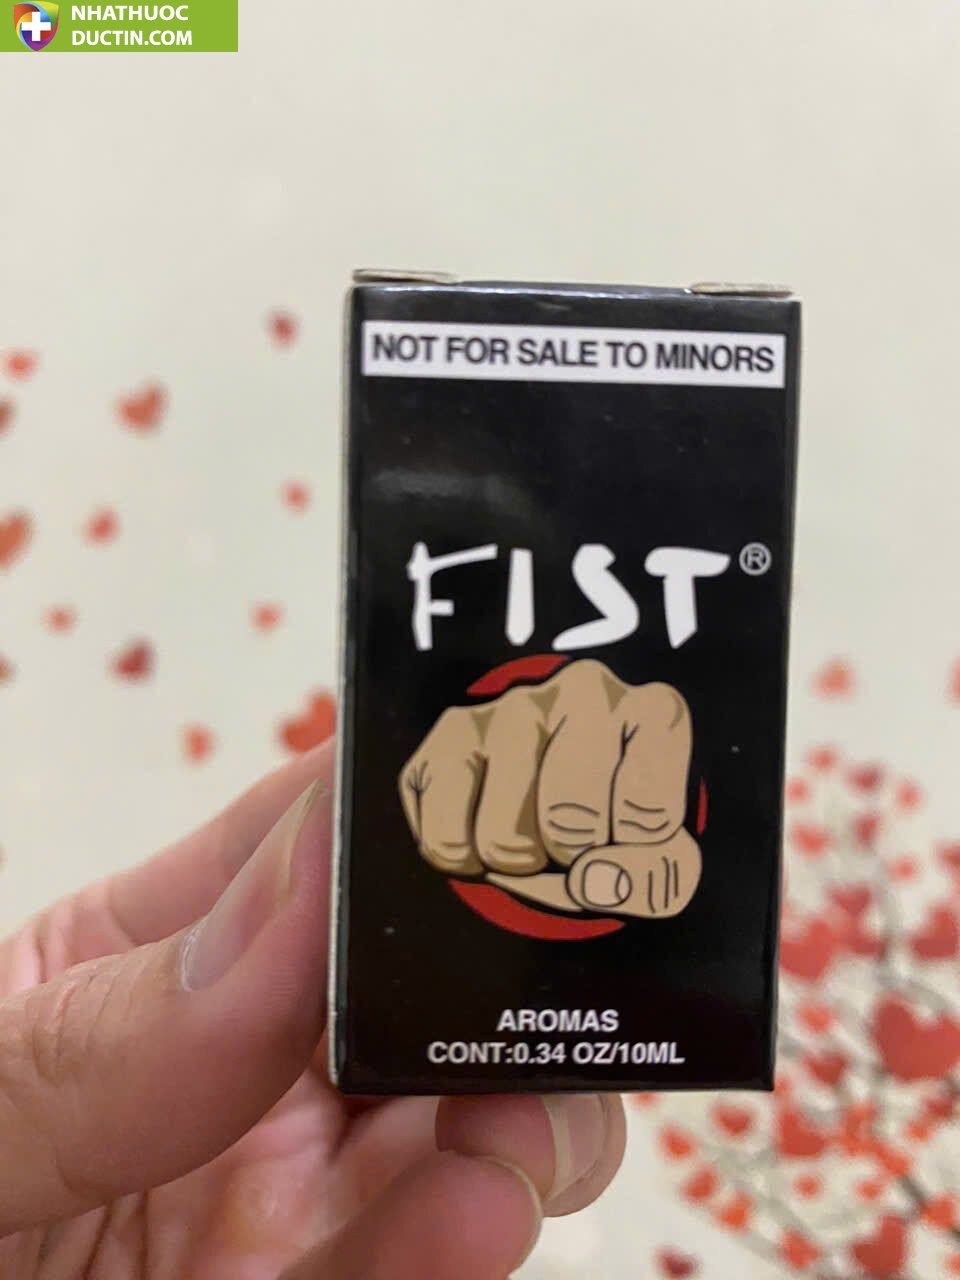 NHATHUOC
DUCTIN.COM
NOT FOR SALE TO MINORS
FIST®
AROMAS
CONT:0.34 OZ/10ML